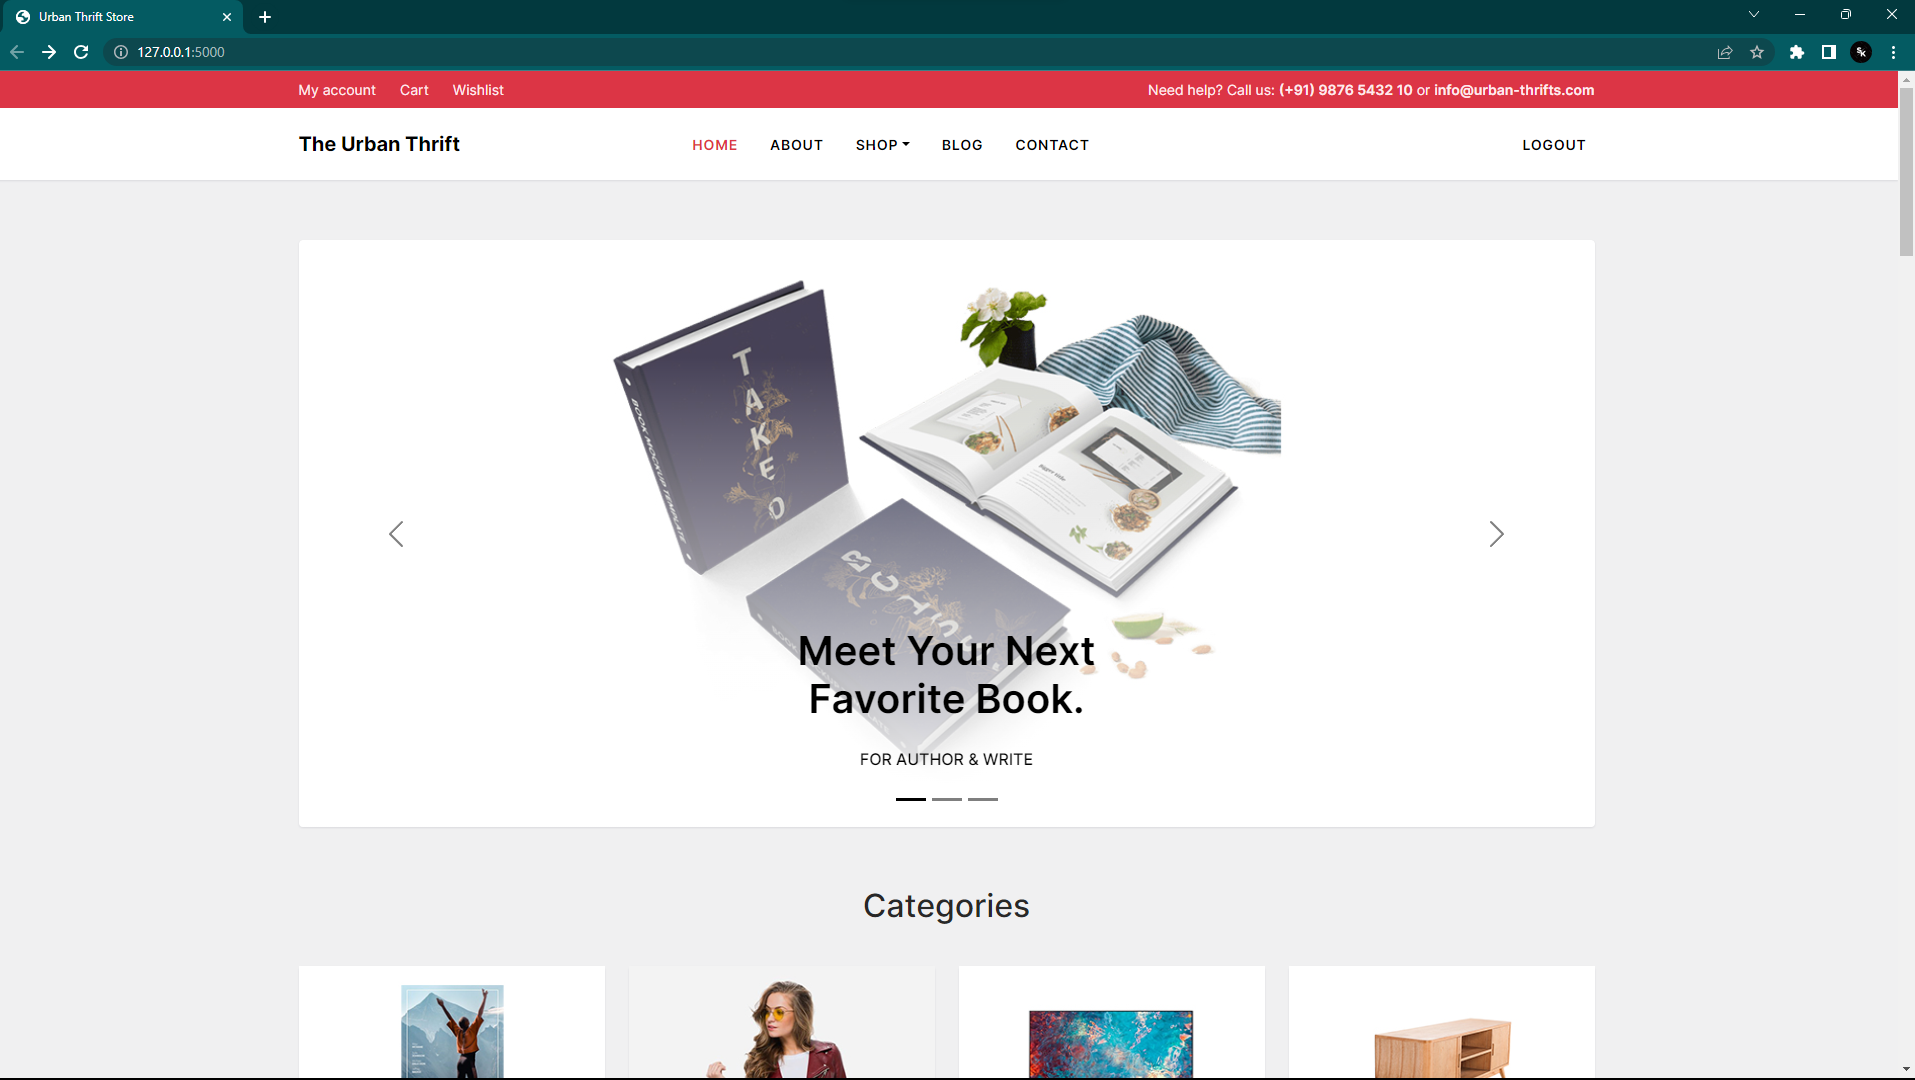 Urban Thrift Store
127.0.0.1:5000
My account Cart Wishlist Need help? Call us: (+91) 9876 5432 10 or info@urban-thrifts.com
The Urban Thrift HOME ABOUT SHOP BLOG CONTACT LOGOUT
TAKEO
BOOK MOCKUP TEMPLATE
Meet Your Next
Favorite Book.
FOR AUTHOR & WRITE
Categories